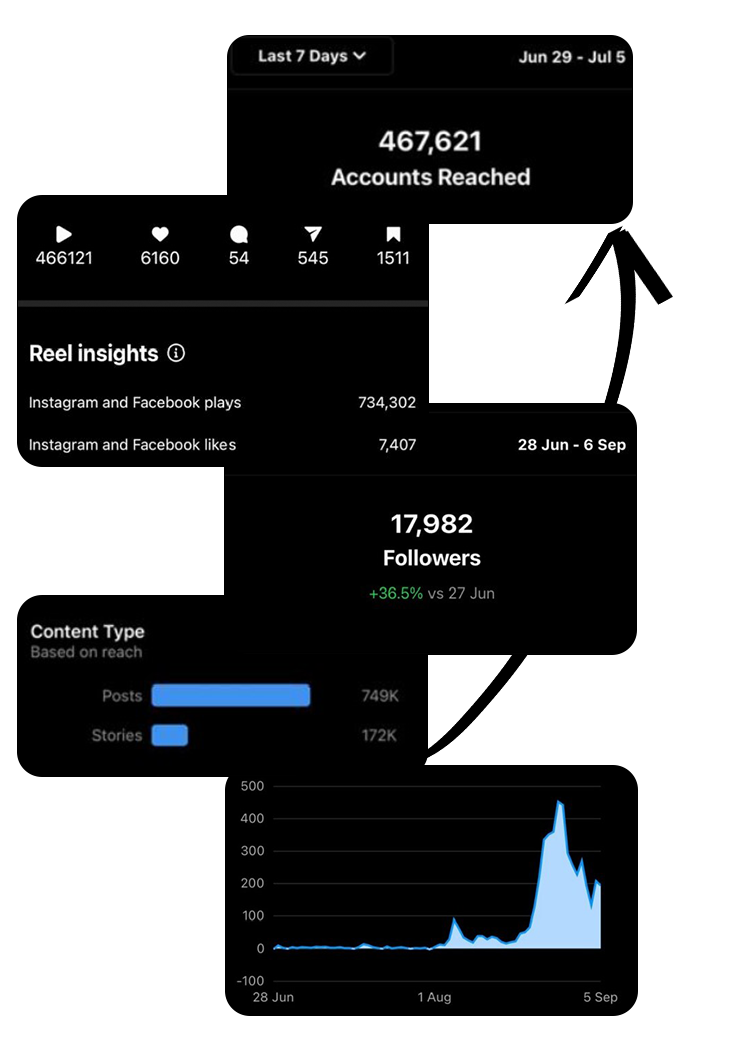 Last 7 Days
Jun 29 - Jul 5
467,621
Accounts Reached
466121 6160 54 545 1511
Reel insights
Instagram and Facebook plays 734,302
Instagram and Facebook likes 7,407
28 Jun - 6 Sep
17,982
Followers
+36.5% vs 27 Jun
Content Type
Based on reach
Posts 749K
Stories 172K
500
400
300
200
100
0
-100
28 Jun 1 Aug 5 Sep